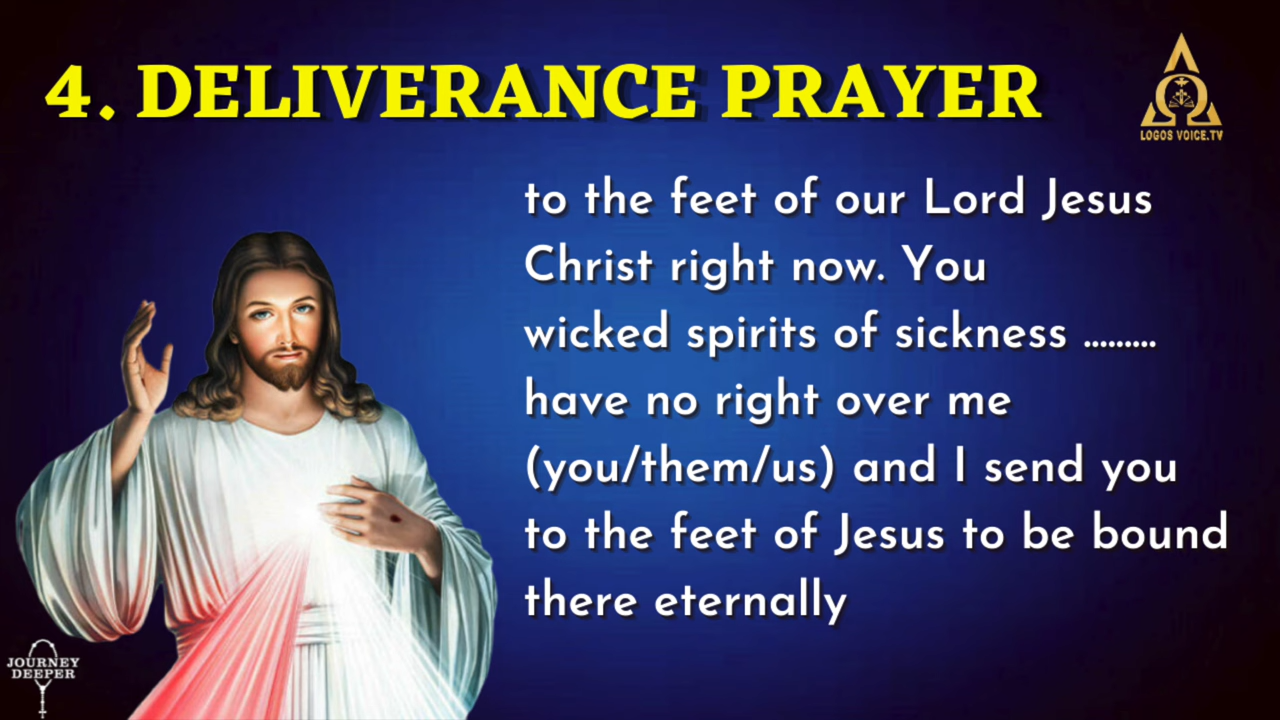 4. DELIVERANCE PRAYER
LOGOS VOICE.TV
to the feet of our Lord Jesus
Christ right now. You
wicked spirits of sickness .........
have no right over me
(you/them/us) and I send you
to the feet of Jesus to be bound
there eternally
JOURNEY
DEEPER